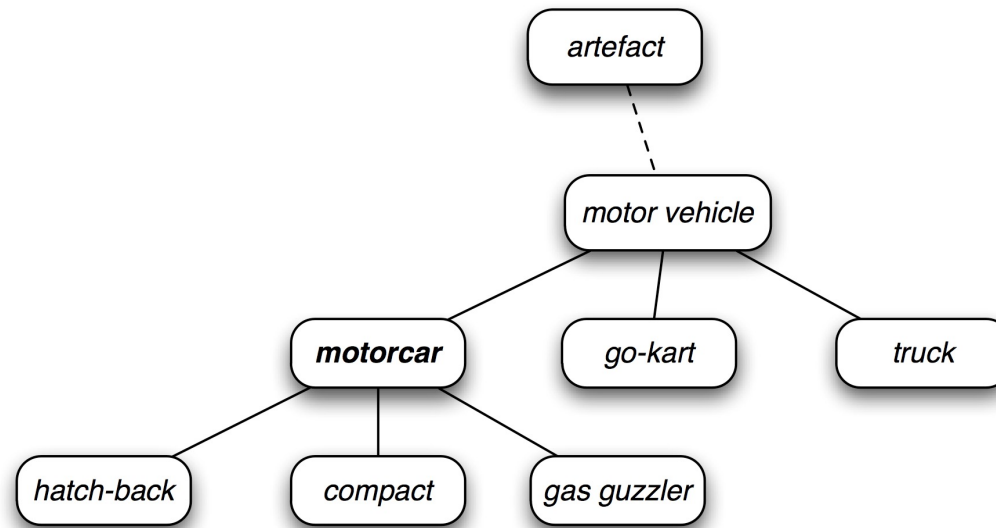 artefact
motor vehicle
motorcar
go-kart
truck
hatch-back
compact
gas guzzler